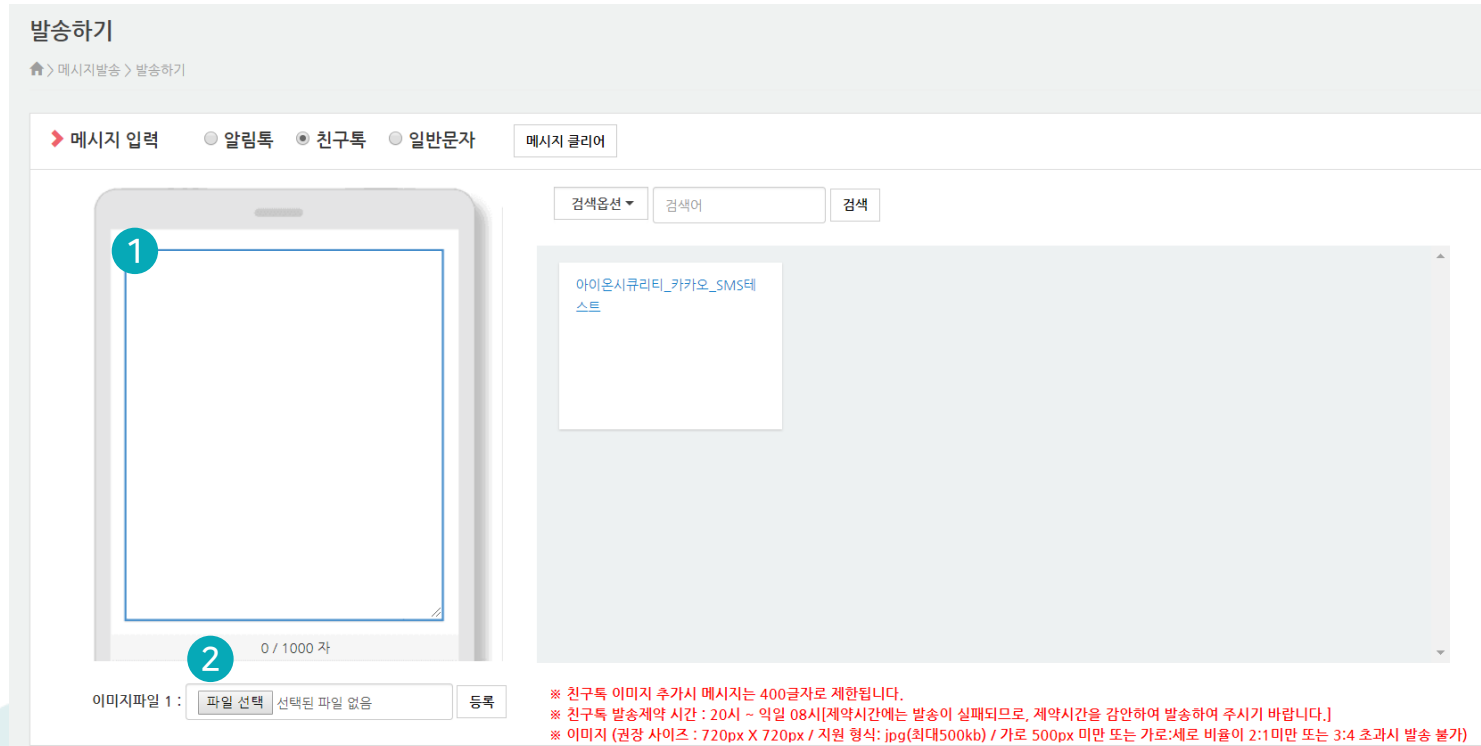 발송하기
> 메시지발송 > 발송하기
메시지 입력 알림톡 친구톡 일반문자 메시지 클리어
검색옵션 검색어 검색
1
아이온시큐리티_카카오_SMS테
스트
0 / 1000 자
2
이미지파일 1 : 파일 선택 선택된 파일 없음 등록
※ 친구톡 이미지 추가시 메시지는 400글자로 제한됩니다.
※ 친구톡 발송제약 시간 : 20시 ~ 익일 08시[제약시간에는 발송이 실패되므로, 제약시간을 감안하여 발송하여 주시기 바랍니다.]
※ 이미지 (권장 사이즈 : 720px X 720px / 지원 형식: jpg(최대500kb) / 가로 500px 미만 또는 가로:세로 비율이 2:1미만 또는 3:4 초과시 발송 불가)